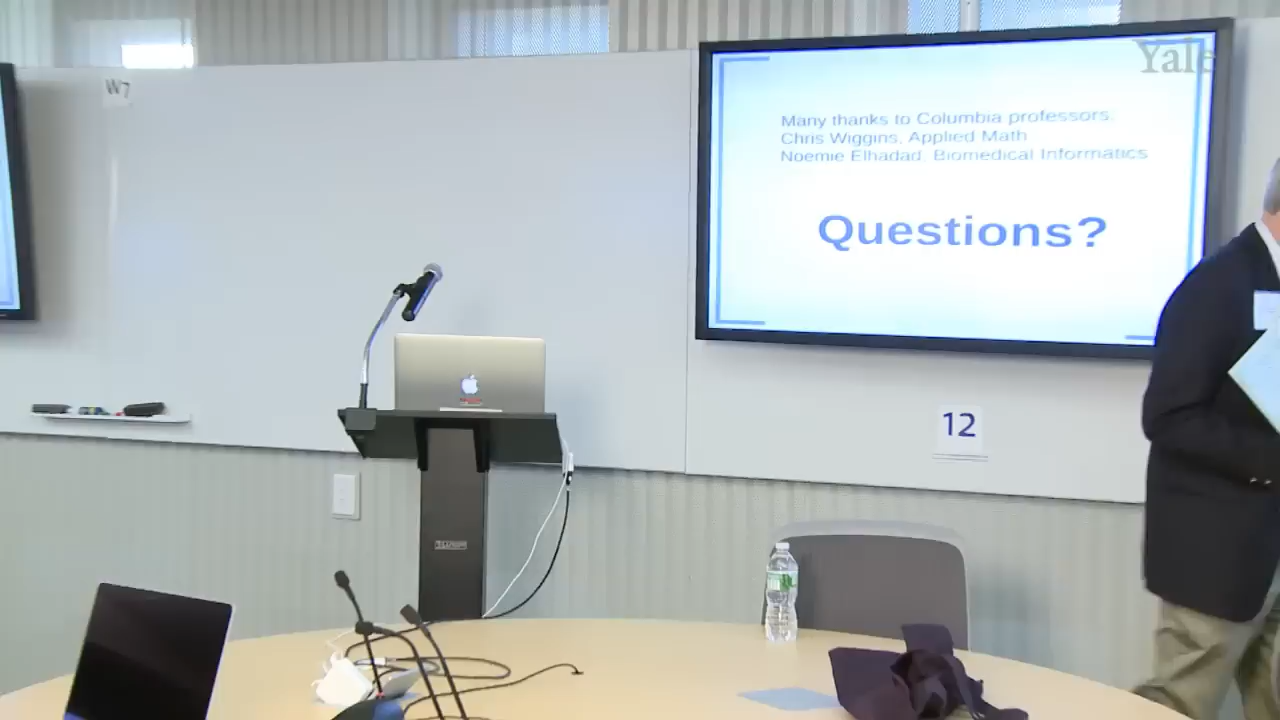 Yale
W7
Many thanks to Columbia professors:
Chris Wiggins, Applied Math
Noemie Elhadad, Biomedical Informatics
Questions?
12